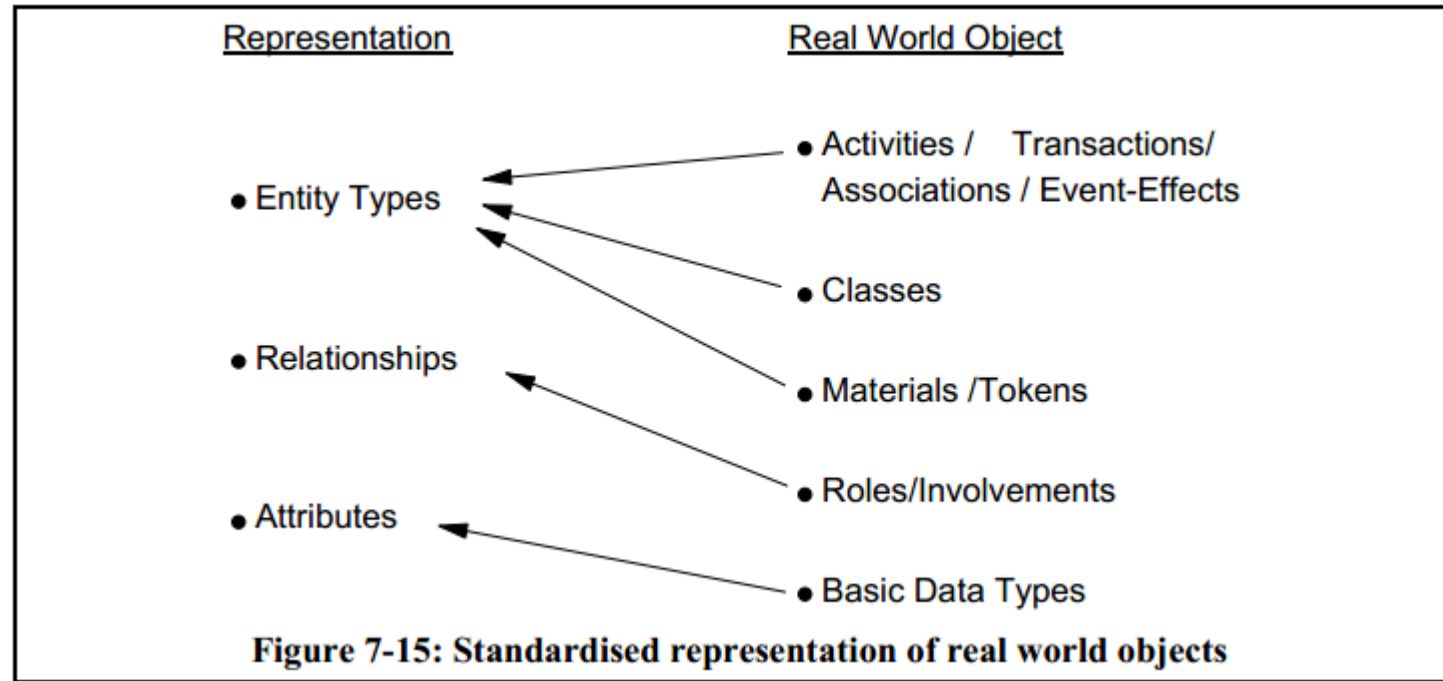 Representation
Real World Object
● Activities / Transactions/
Associations / Event-Effects
● Entity Types
● Classes
● Relationships
● Materials /Tokens
● Roles/Involvements
● Attributes
● Basic Data Types
Figure 7-15: Standardised representation of real world objects